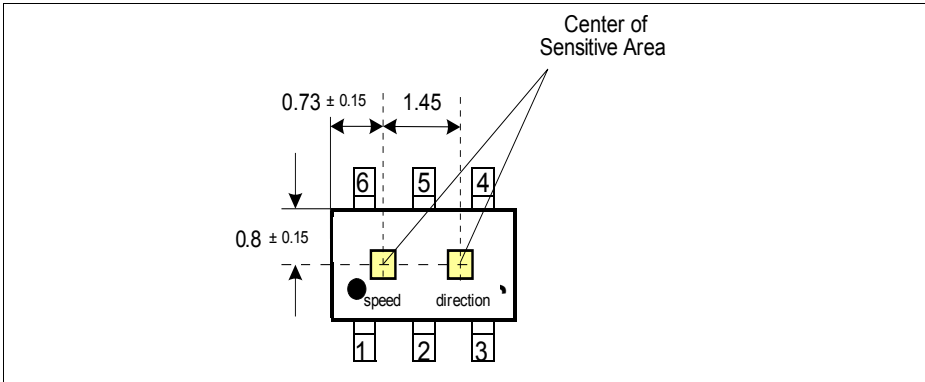 Center of
Sensitive Area
0.73 ± 0.15
1.45
6
5
4
0.8 ± 0.15
speed
direction
1
2
3